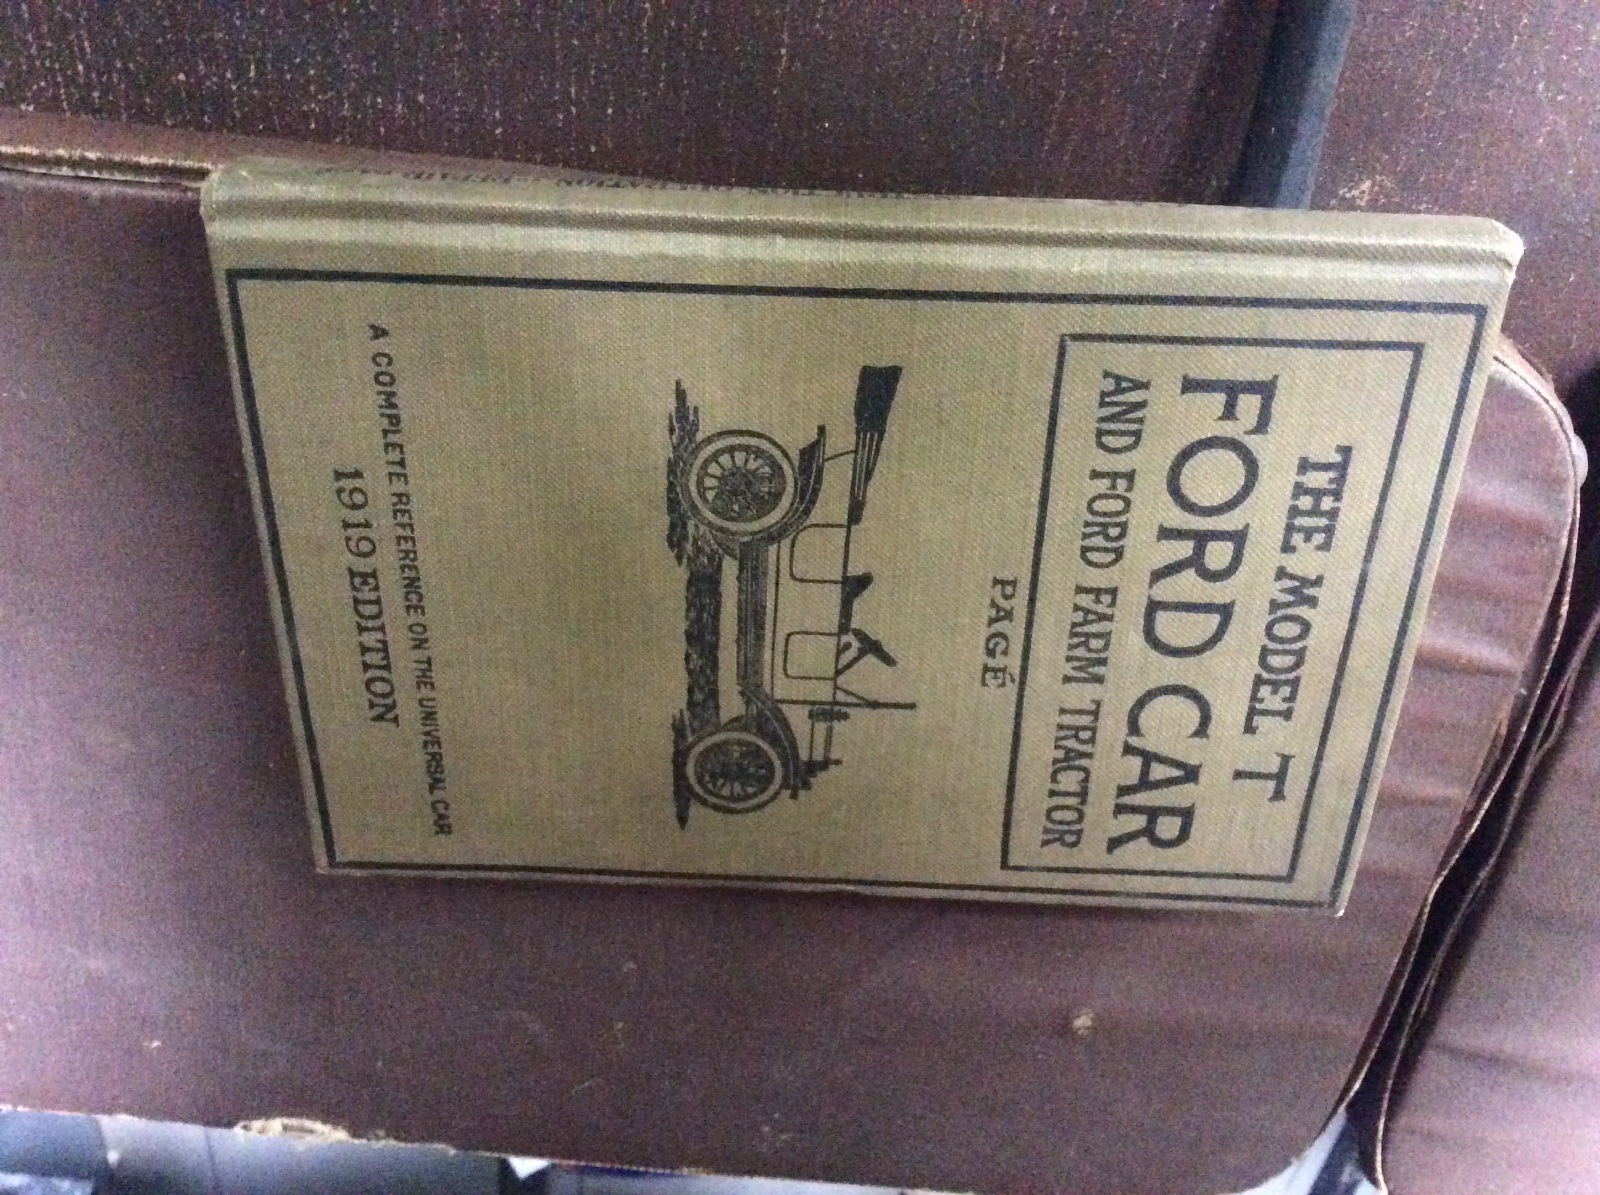 THE MODEL T
FORD CAR
AND FORD FARM TRACTOR
PAGÉ
A COMPLETE REFERENCE ON THE UNIVERSAL CAR
1919 EDITION